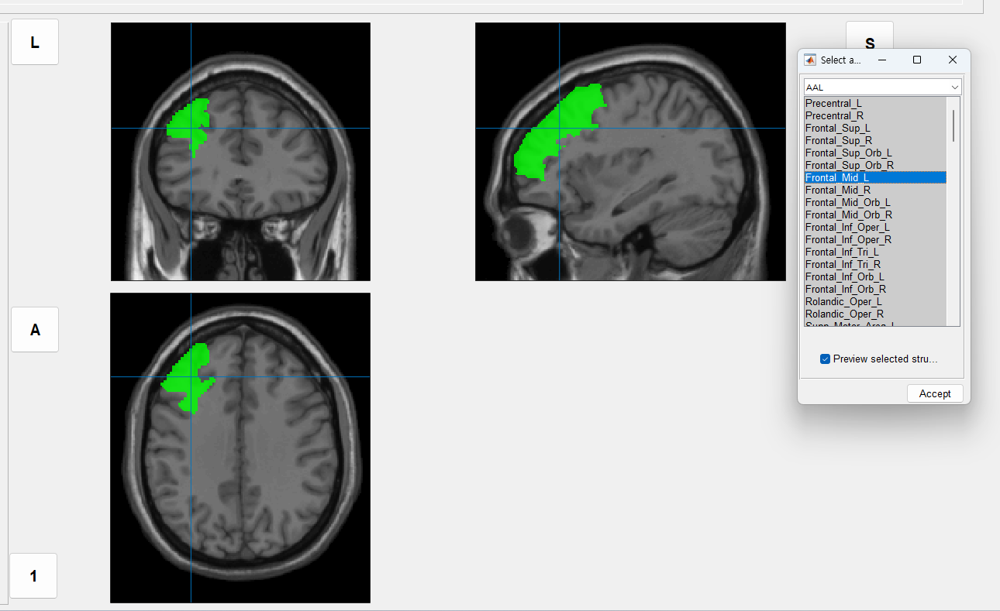 L
S
Select a...
AAL
Precentral_L
Precentral_R
Frontal_Sup_L
Frontal_Sup_R
Frontal_Sup_Orb_L
Frontal_Sup_Orb_R
Frontal_Mid_L
Frontal_Mid_R
Frontal_Mid_Orb_L
Frontal_Mid_Orb_R
Frontal_Inf_Oper_L
Frontal_Inf_Oper_R
Frontal_Inf_Tri_L
Frontal_Inf_Tri_R
Frontal_Inf_Orb_L
Frontal_Inf_Orb_R
Rolandic_Oper_L
Rolandic_Oper_R
Supp_Motor_Area_L
A
Preview selected stru...
Accept
1